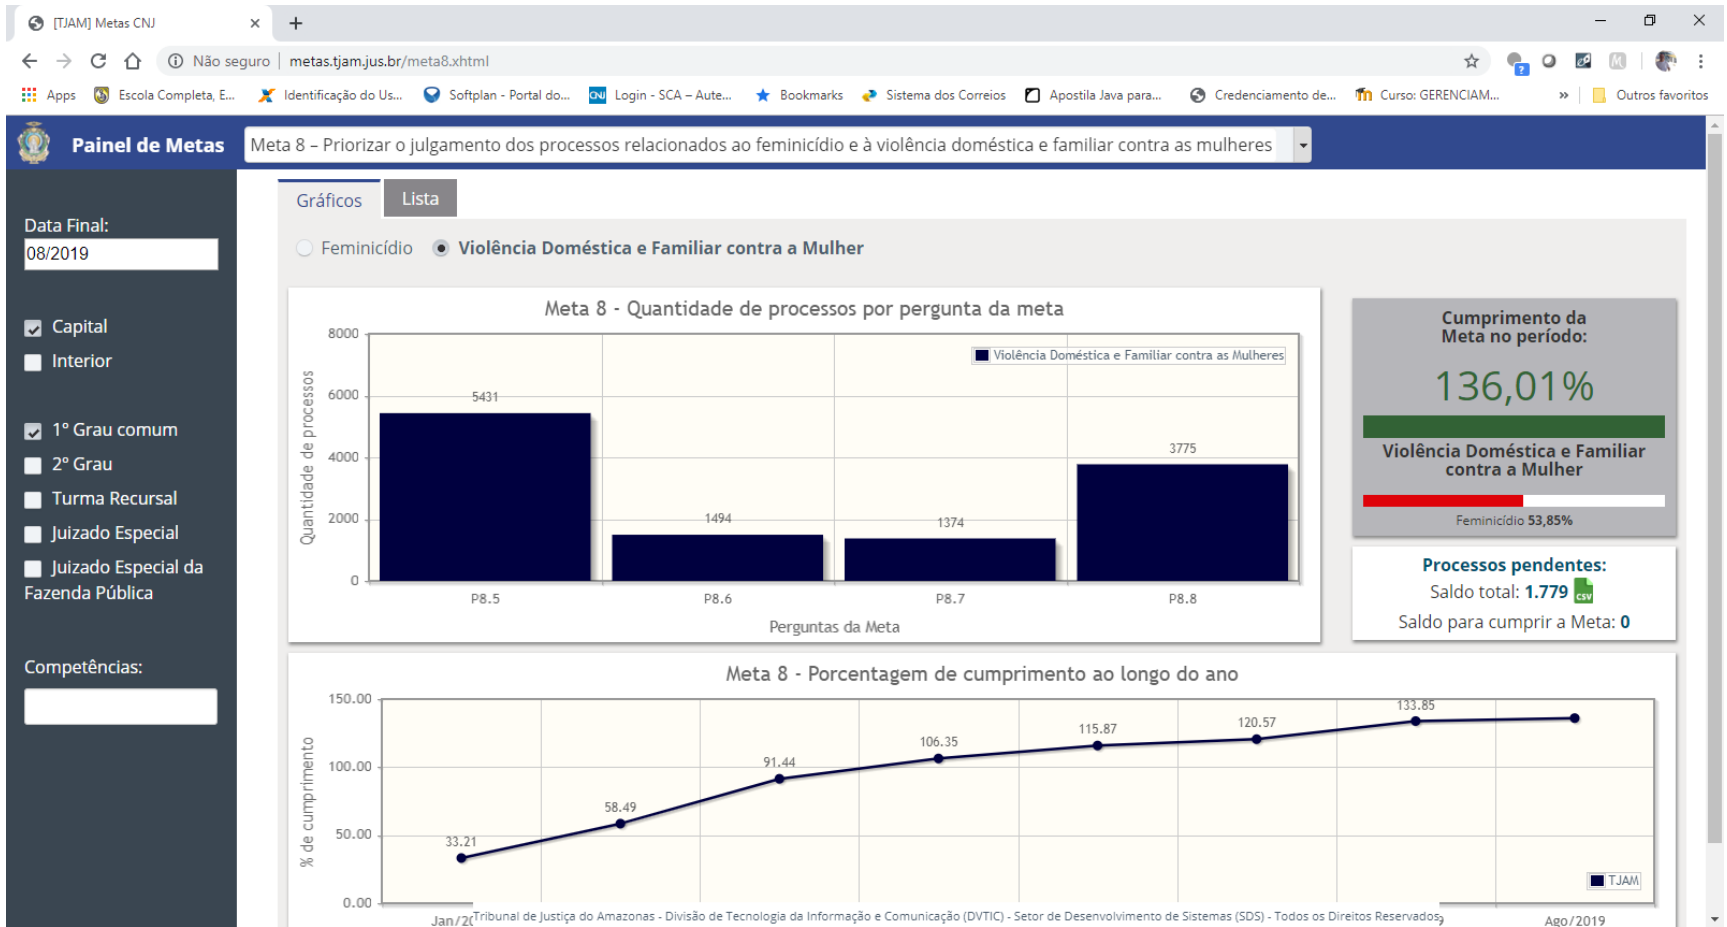 [TJAM] Metas CNJ
Não seguro | metas.tjam.jus.br/meta8.xhtml
Apps Escola Completa, E... Identificação do Us... Softplan - Portal do... Login - SCA – Aute... Bookmarks Sistema dos Correios Apostila Java para... Credenciamento de... Curso: GERENCIAM... » Outros favoritos
Painel de Metas
Meta 8 – Priorizar o julgamento dos processos relacionados ao feminicídio e à violência doméstica e familiar contra as mulheres
Data Final:
08/2019
Capital
Interior
1º Grau comum
2º Grau
Turma Recursal
Juizado Especial
Juizado Especial da
Fazenda Pública
Competências:
Gráficos Lista
Feminicídio Violência Doméstica e Familiar contra a Mulher
Meta 8 - Quantidade de processos por pergunta da meta
Quantidade de processos
8000
6000
4000
2000
0
Violência Doméstica e Familiar contra as Mulheres
5431
1494
1374
3775
P8.5 P8.6 P8.7 P8.8
Perguntas da Meta
Cumprimento da
Meta no período:
136,01%
Violência Doméstica e Familiar
contra a Mulher
Feminicídio 53,85%
Processos pendentes:
Saldo total: 1.779 CSV
Saldo para cumprir a Meta: 0
Meta 8 - Porcentagem de cumprimento ao longo do ano
% de cumprimento
150.00
100.00
50.00
0.00
33.21
58.49
91.44
106.35
115.87
120.57
133.85
TJAM
Jan/20 Ago/2019
Tribunal de Justiça do Amazonas - Divisão de Tecnologia da Informação e Comunicação (DVTIC) - Setor de Desenvolvimento de Sistemas (SDS) - Todos os Direitos Reservados